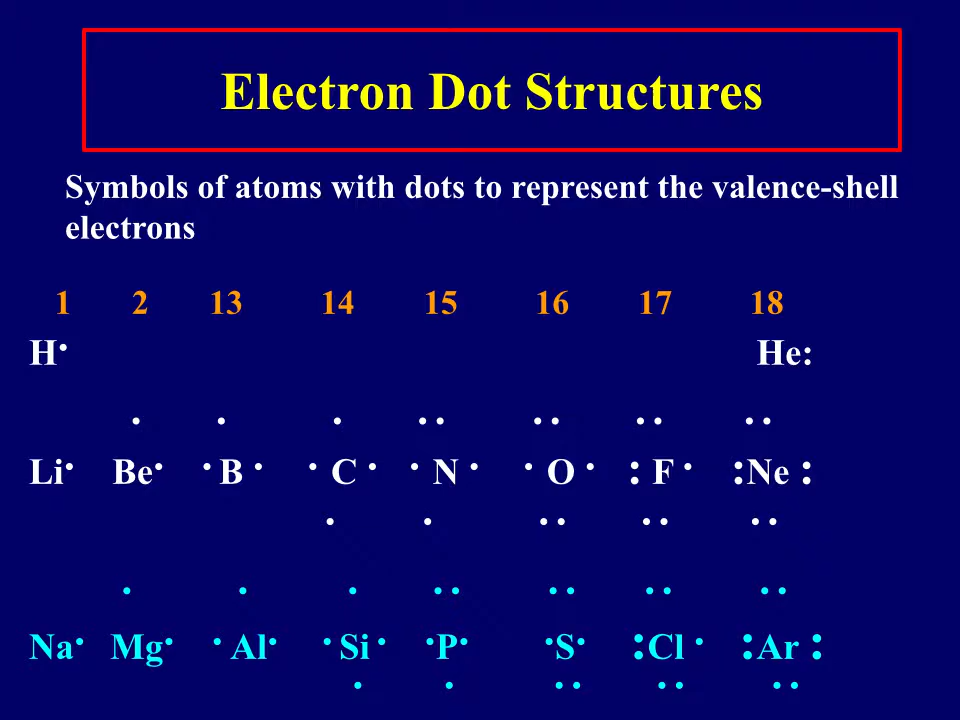 Electron Dot Structures
Symbols of atoms with dots to represent the valence-shell
electrons
1 2 13 14 15 16 17 18
H· He:
· · · ·· ·· ·· ··
Li· Be· ·B· ·C· ·N· ·O· :F· :Ne:
· · ·· ·· ··
· · · ·· ·· ·· ··
Na· Mg· ·Al· ·Si· ·P· ·S· :Cl· :Ar:
· · ·· ·· ··